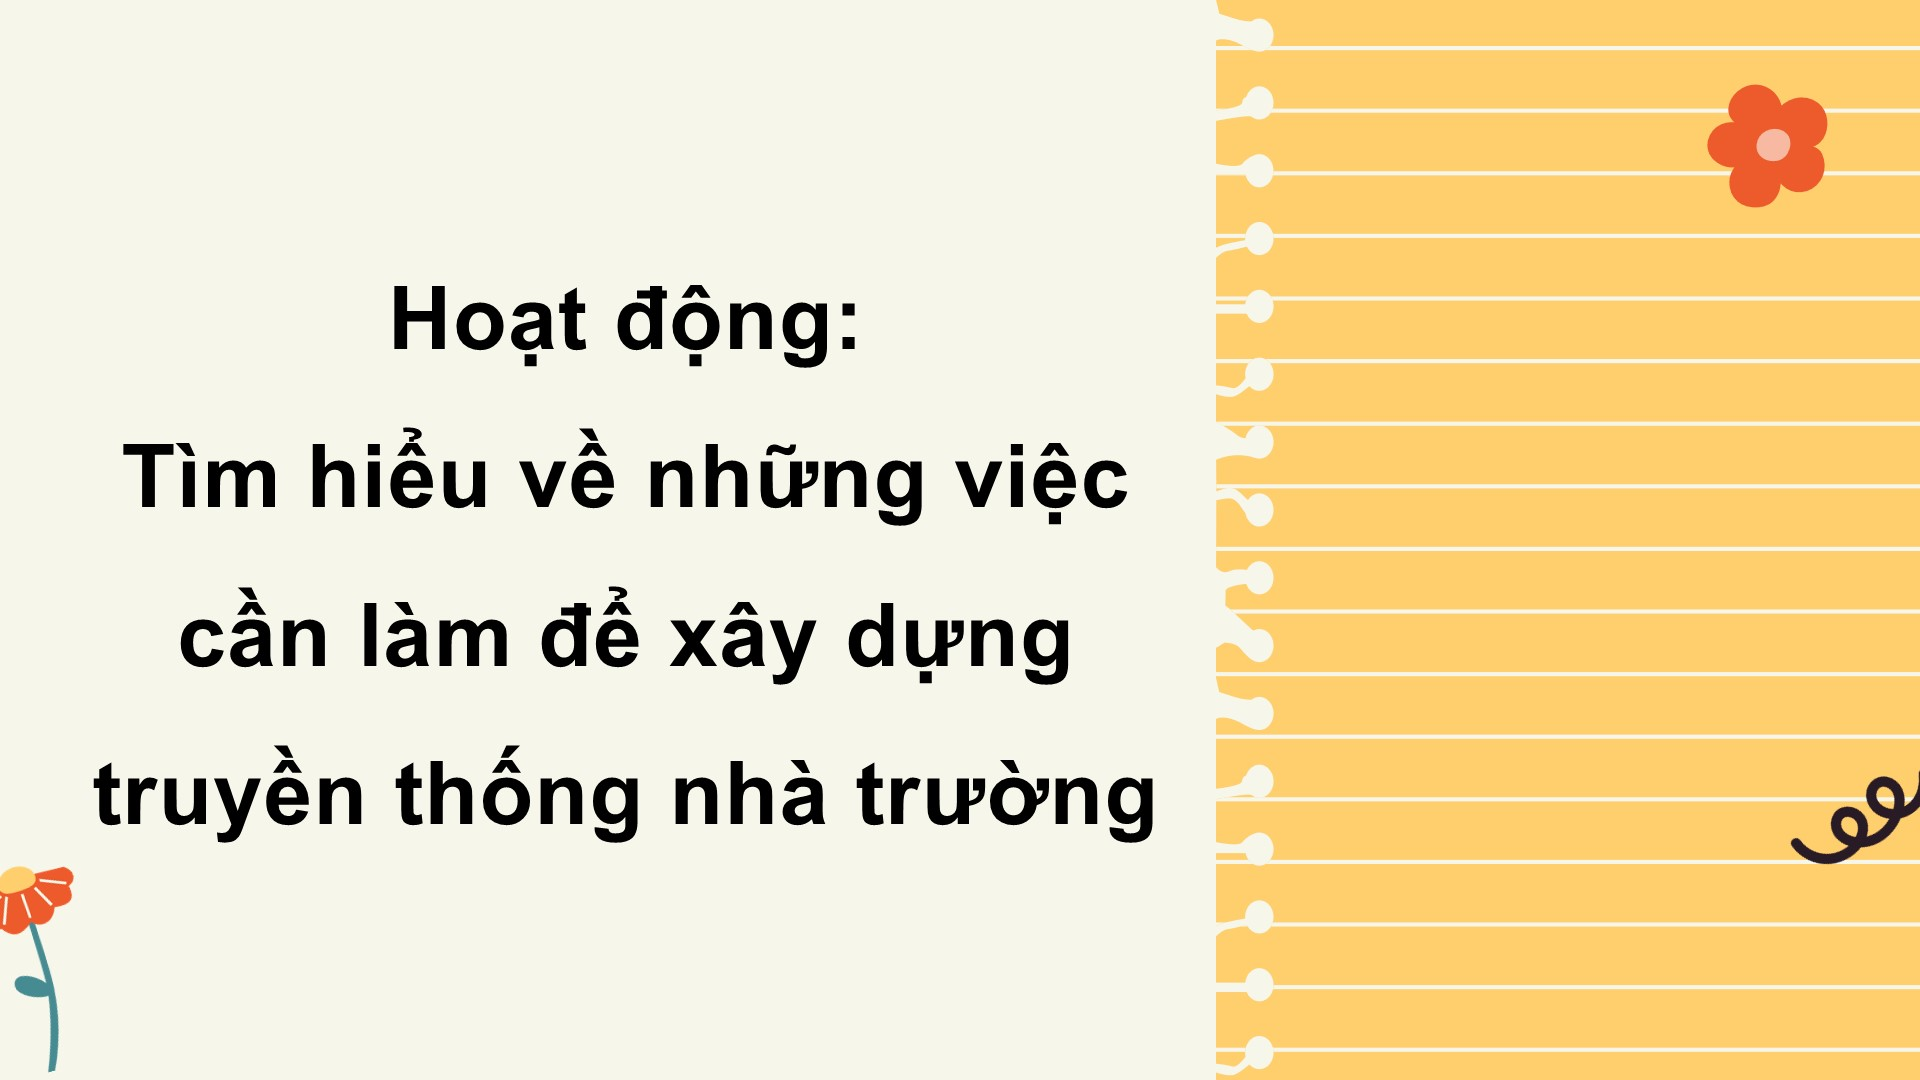 Hoạt động:
Tìm hiểu về những việc
cần làm để xây dựng
truyền thống nhà trường